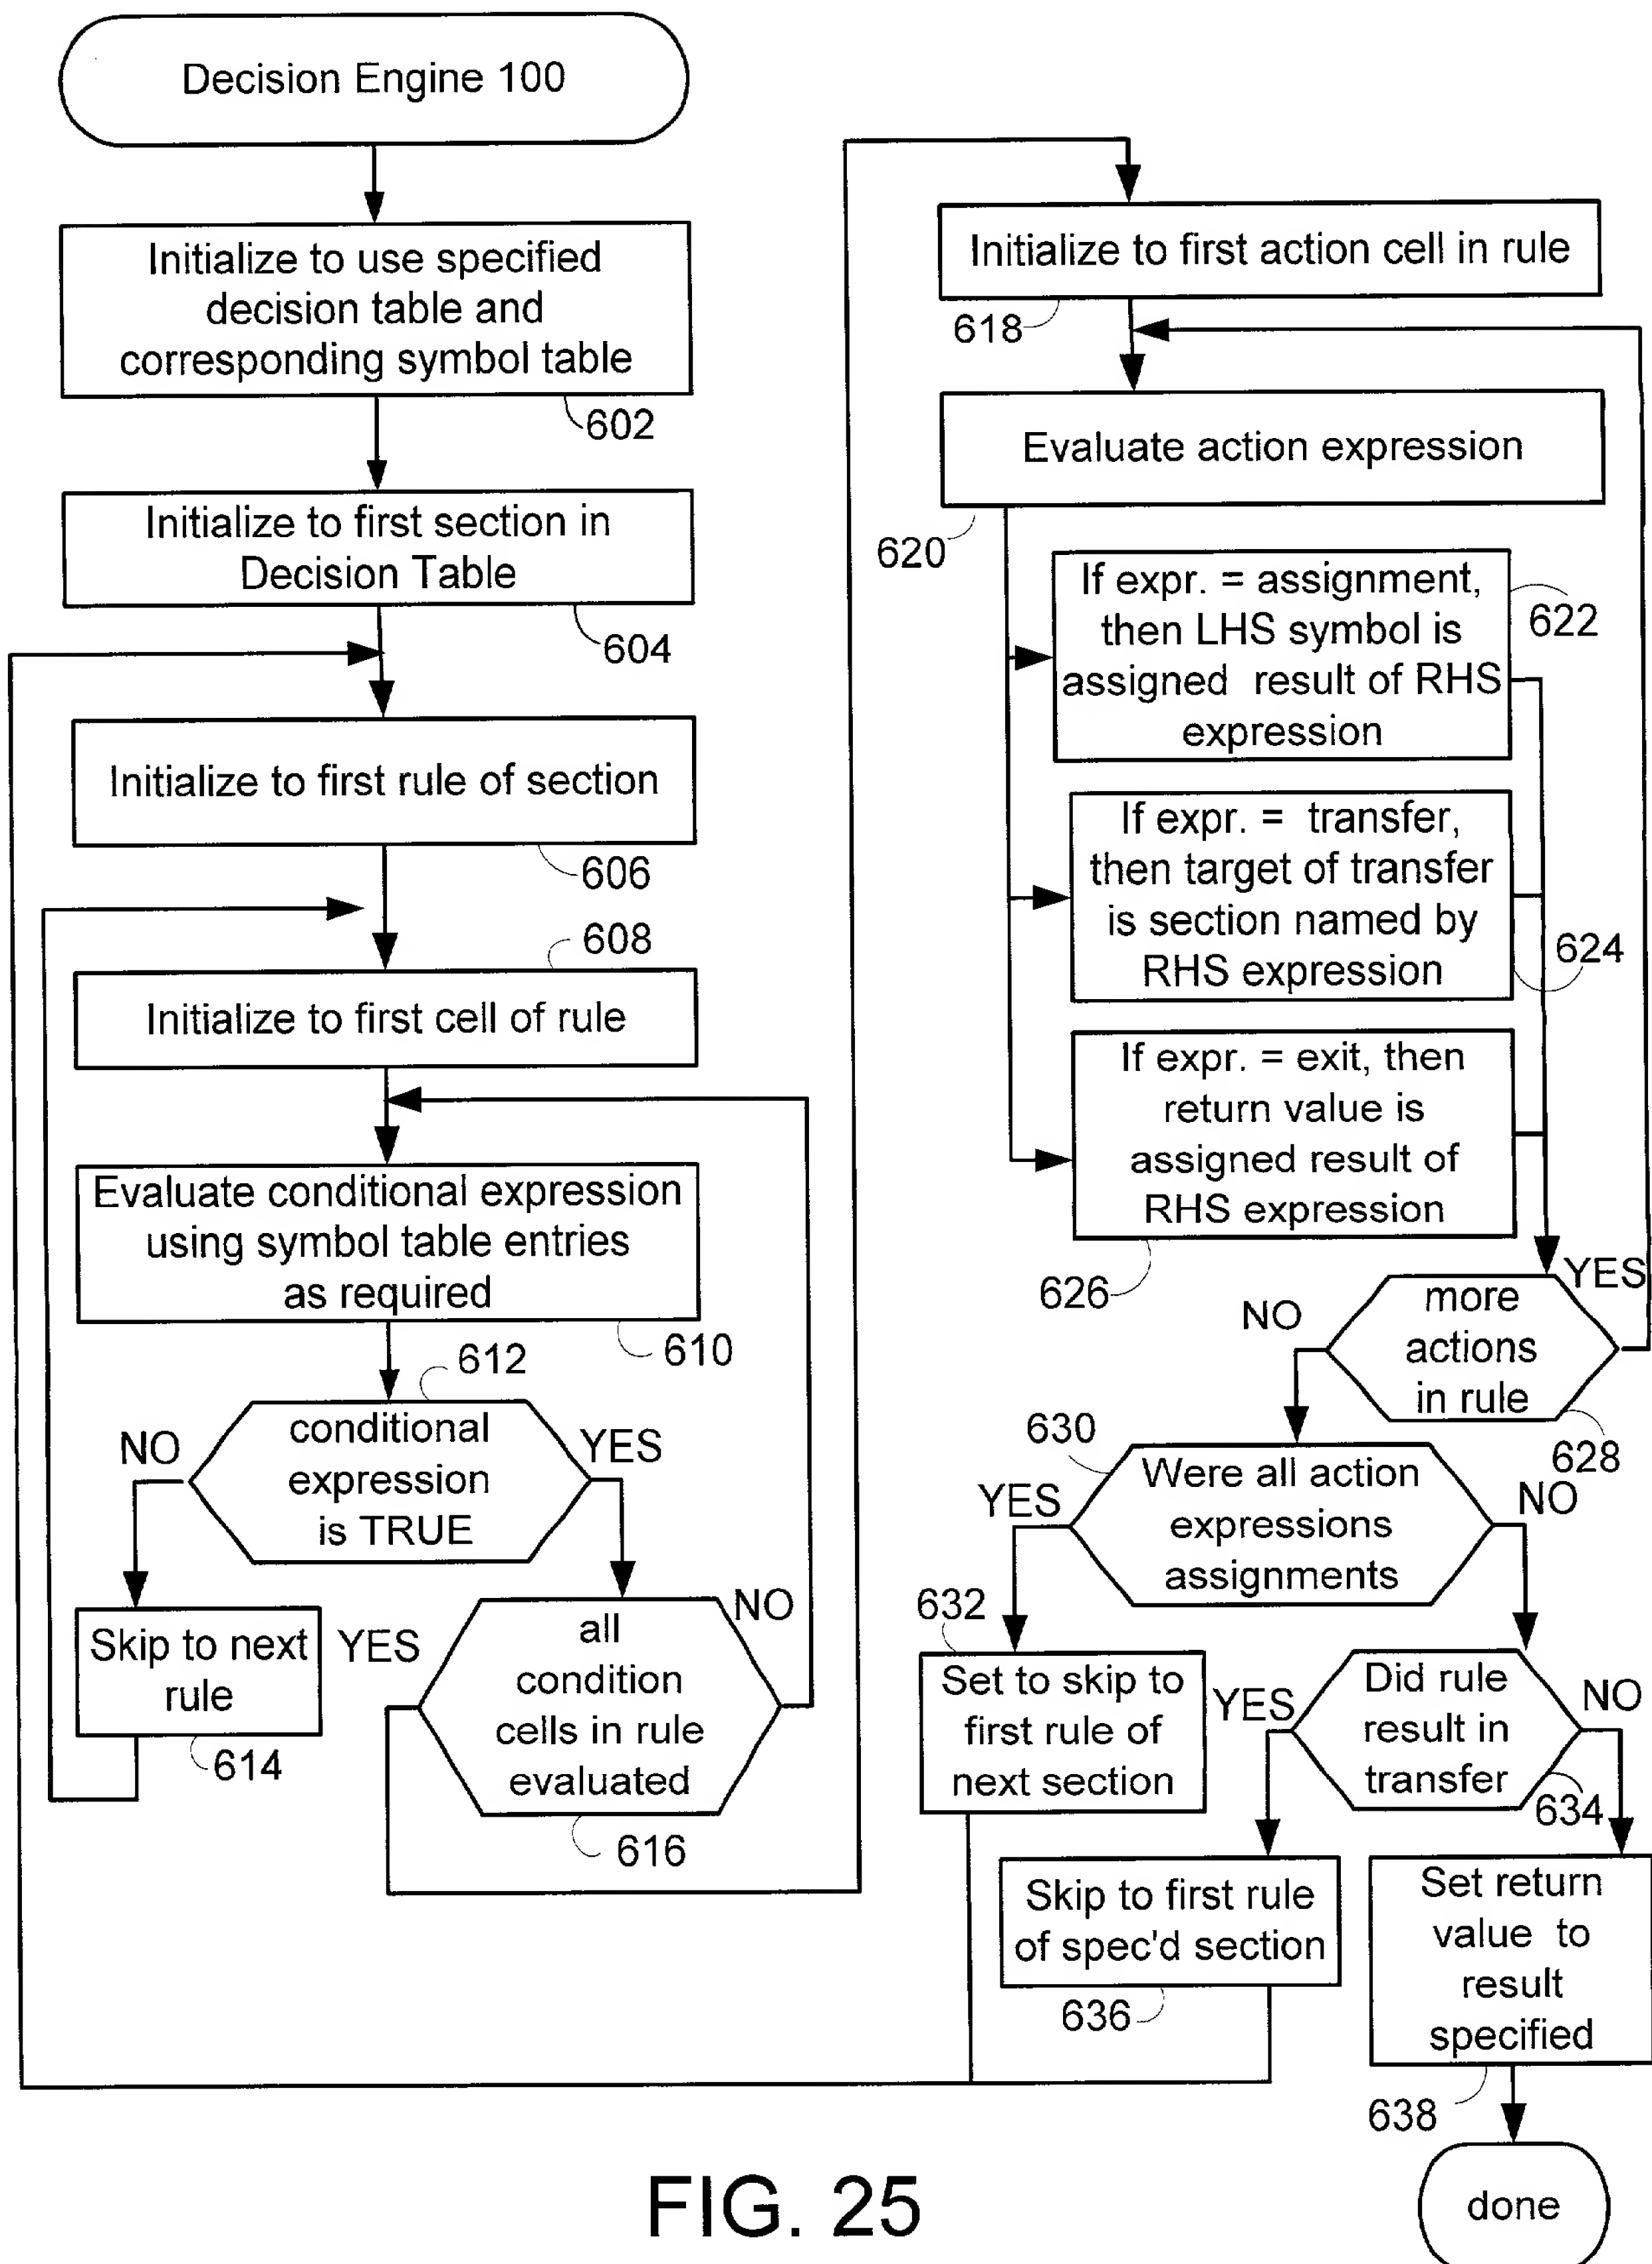 Decision Engine 100
Initialize to use specified
decision table and
corresponding symbol table
602
Initialize to first section in
Decision Table
604
Initialize to first rule of section
606
608
Initialize to first cell of rule
Evaluate conditional expression
using symbol table entries
as required
610
612
conditional
expression
is TRUE
NO
YES
Skip to next
rule
614
YES
NO
all
condition
cells in rule
evaluated
616
Initialize to first action cell in rule
618
Evaluate action expression
620
If expr. = assignment,
then LHS symbol is
assigned result of RHS
expression
622
If expr. = transfer,
then target of transfer
is section named by
RHS expression
624
If expr. = exit, then
return value is
assigned result of
RHS expression
626
YES
NO
more
actions
in rule
628
630
Were all action
expressions
assignments
YES
NO
632
Set to skip to
first rule of
next section
YES
NO
Did rule
result in
transfer
634
Skip to first rule
of spec'd section
636
Set return
value to
result
specified
638
done
FIG. 25